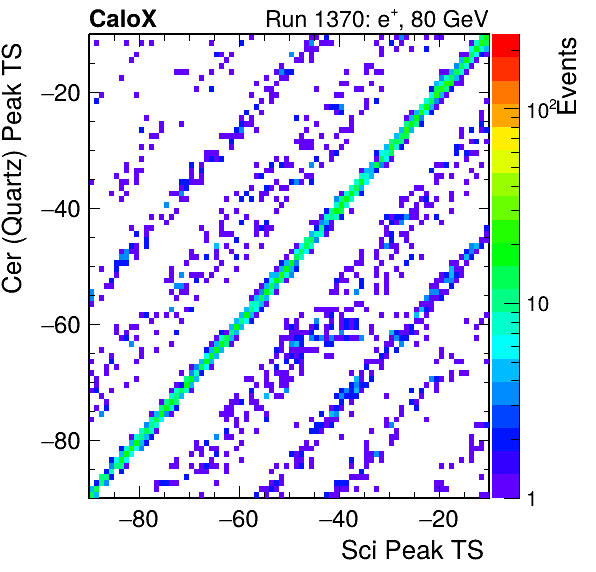 CaloX Run 1370: e⁺, 80 GeV
Cer (Quartz) Peak TS
−20
−40
−60
−80
−80 −60 −40 −20
Sci Peak TS
Events
10²
10
1